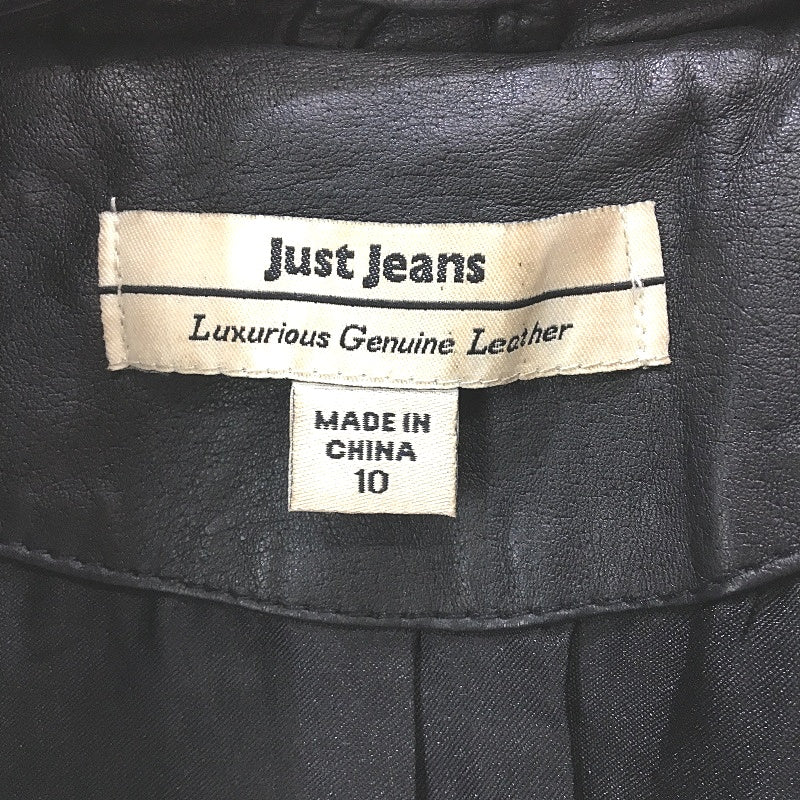 Just Jeans
Luxurious Genuine Leather
MADE IN
CHINA
10